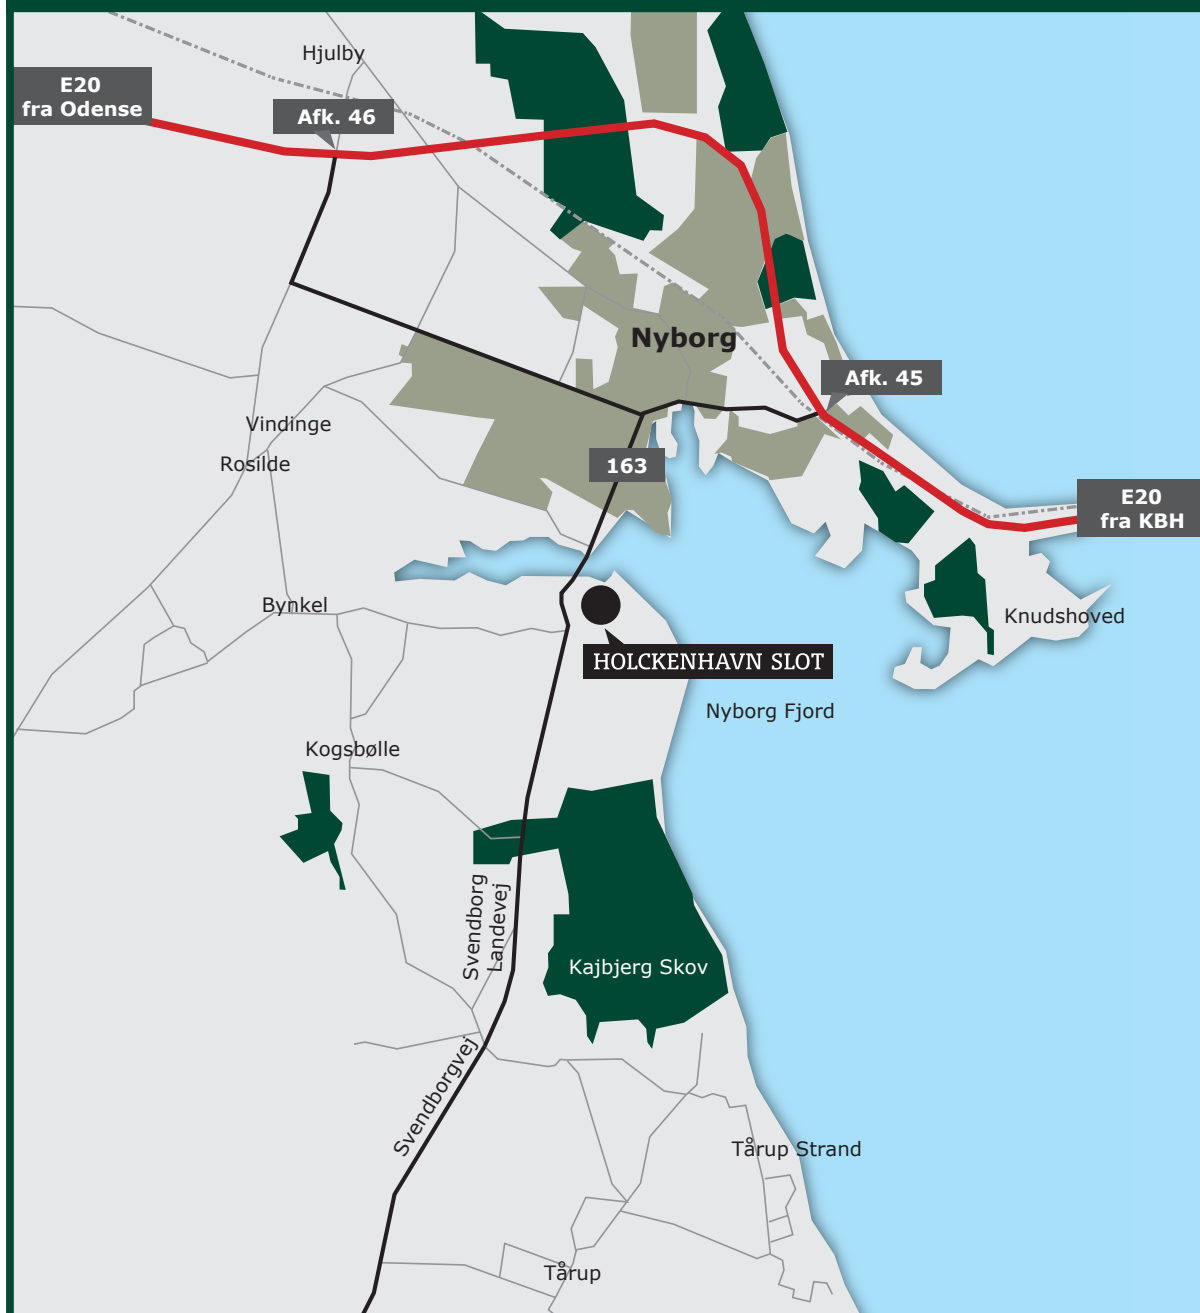 Hjulby
E20
fra Odense
Afk. 46
Nyborg
Afk. 45
Vindinge
Rosilde
163
E20
fra KBH
Bynkel
Knudshoved
HOLCKENHAVN SLOT
Nyborg Fjord
Kogsbølle
Svendborg
Landevej
Kajbjerg Skov
Svendborgvej
Tårup Strand
Tårup